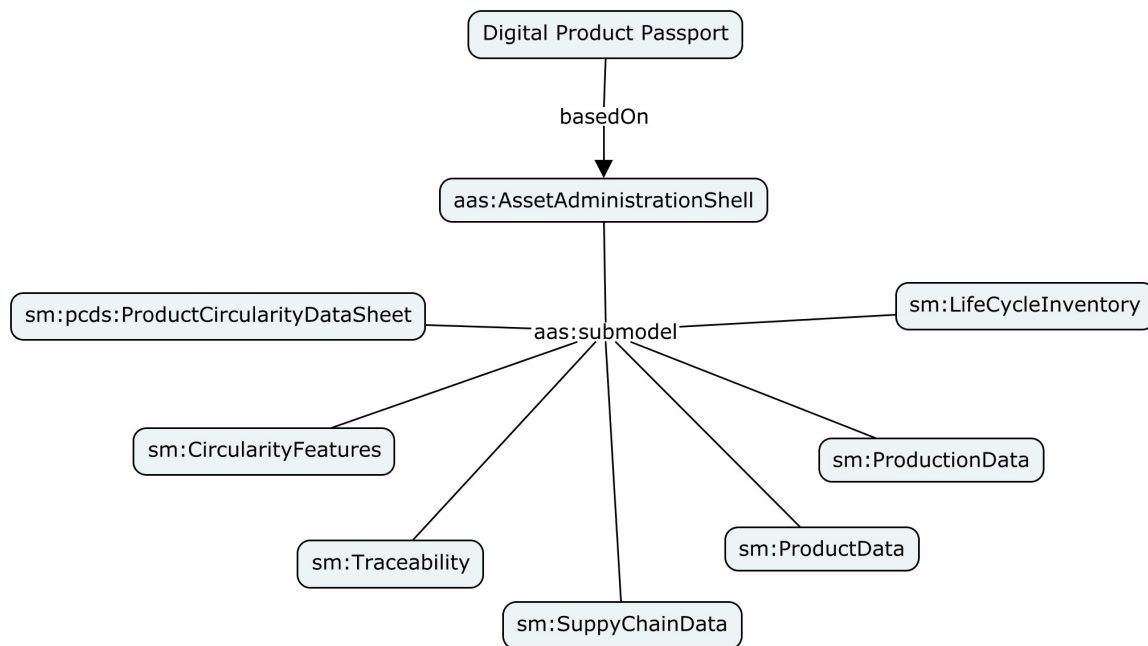 Digital Product Passport
basedOn
aas:AssetAdministrationShell
sm:pcds:ProductCircularityDataSheet
sm:LifeCycleInventory
aas:submodel
sm:CircularityFeatures
sm:ProductionData
sm:Traceability
sm:ProductData
sm:SuppyChainData